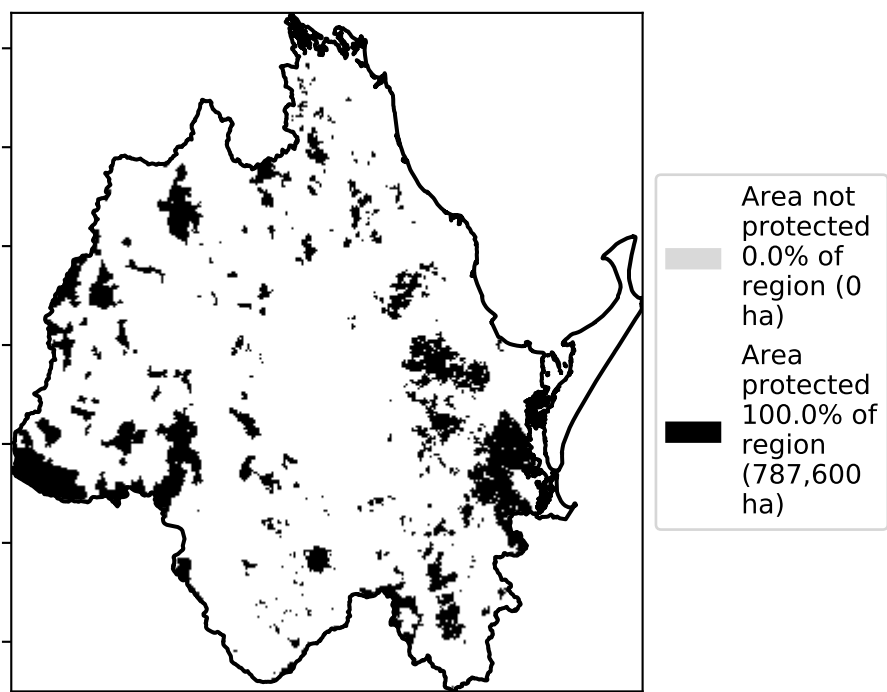 Area not
protected
0.0% of
region (0
ha)
Area
protected
100.0% of
region
(787,600
ha)